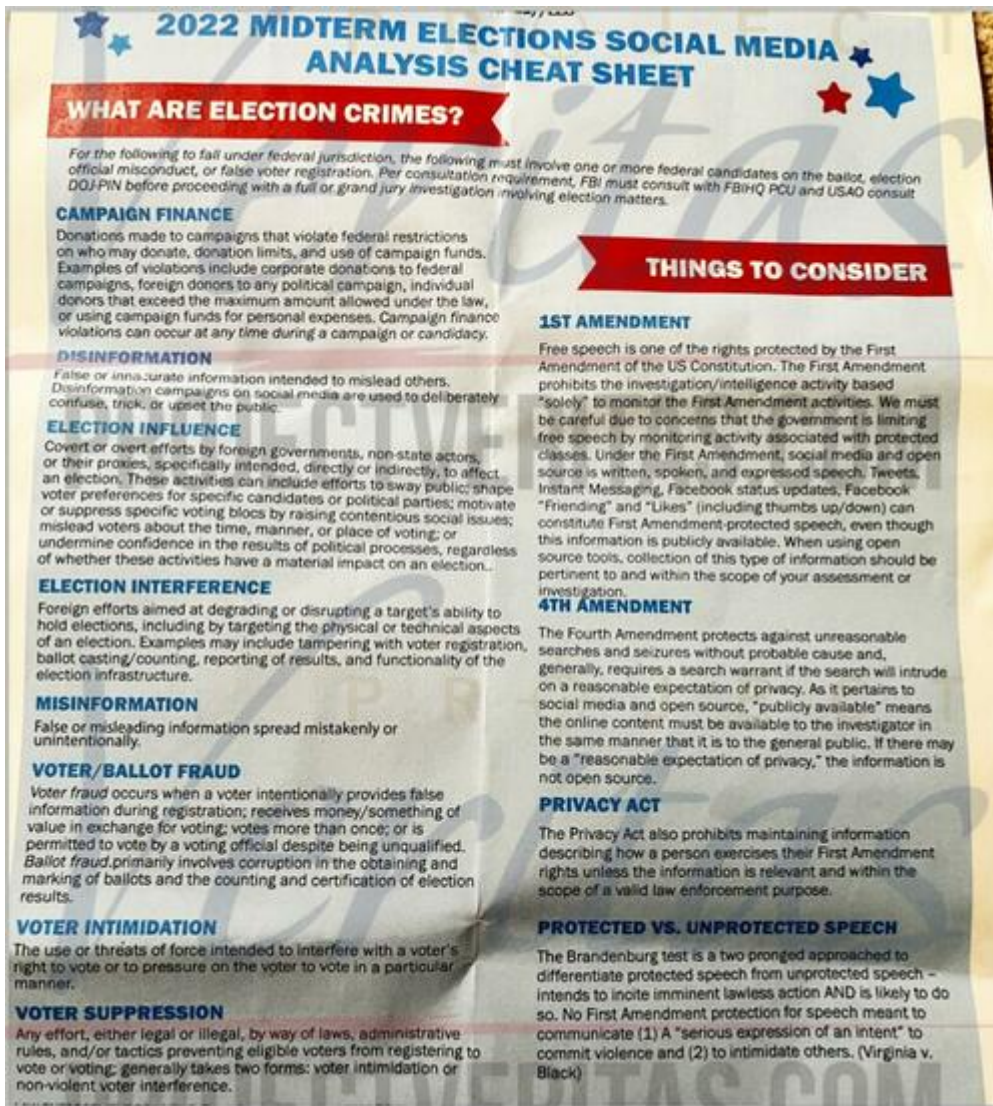 2022 MIDTERM ELECTIONS SOCIAL MEDIA
ANALYSIS CHEAT SHEET
WHAT ARE ELECTION CRIMES?
For the following to fall under federal jurisdiction, the following must involve one or more federal candidates on the ballot, election
official misconduct, or false voter registration. Per consultation requirement, FBI must consult with FBIHQ PCU and USAO consult
DOJ-PIN before proceeding with a full or grand jury investigation involving election matters.
CAMPAIGN FINANCE
Donations made to campaigns that violate federal restrictions
on who may donate, donation limits, and use of campaign funds.
Examples of violations include corporate donations to federal
campaigns, foreign donors to any political campaign, individual
donors that exceed the maximum amount allowed under the law,
or using campaign funds for personal expenses. Campaign finance
violations can occur at any time during a campaign or candidacy.
DISINFORMATION
False or innacurate information intended to mislead others.
Disinformation campaigns on social media are used to deliberately
confuse, trick, or upset the public.
ELECTION INFLUENCE
Covert or overt efforts by foreign governments, non-state actors,
or their proxies, specifically intended, directly or indirectly, to affect
an election. These activities can include efforts to sway public; shape
voter preferences for specific candidates or political parties; motivate
or suppress specific voting blocs by raising contentious social issues;
mislead voters about the time, manner, or place of voting; or
undermine confidence in the results of political processes, regardless
of whether these activities have a material impact on an election..
ELECTION INTERFERENCE
Foreign efforts aimed at degrading or disrupting a target's ability to
hold elections, including by targeting the physical or technical aspects
of an election. Examples may include tampering with voter registration,
ballot casting/counting, reporting of results, and functionality of the
election infrastructure.
MISINFORMATION
False or misleading information spread mistakenly or
unintentionally.
VOTER/BALLOT FRAUD
Voter fraud occurs when a voter intentionally provides false
information during registration; receives money/something of
value in exchange for voting; votes more than once; or is
permitted to vote by a voting official despite being unqualified.
Ballot fraud primarily involves corruption in the obtaining and
marking of ballots and the counting and certification of election
results.
VOTER INTIMIDATION
The use or threats of force intended to interfere with a voter's
right to vote or to pressure on the voter to vote in a particular
manner.
VOTER SUPPRESSION
Any effort, either legal or illegal, by way of laws, administrative
rules, and/or tactics preventing eligible voters from registering to
vote or voting; generally takes two forms: voter intimidation or
non-violent voter interference.
THINGS TO CONSIDER
1ST AMENDMENT
Free speech is one of the rights protected by the First
Amendment of the US Constitution. The First Amendment
prohibits the investigation/intelligence activity based
"solely" to monitor the First Amendment activities. We must
be careful due to concerns that the government is limiting
free speech by monitoring activity associated with protected
classes. Under the First Amendment, social media and open
source is written, spoken, and expressed speech. Tweets,
Instant Messaging, Facebook status updates, Facebook
"Friending" and "Likes" (including thumbs up/down) can
constitute First Amendment-protected speech, even though
this information is publicly available. When using open
source tools, collection of this type of information should be
pertinent to and within the scope of your assessment or
investigation.
4TH AMENDMENT
The Fourth Amendment protects against unreasonable
searches and seizures without probable cause and,
generally, requires a search warrant if the search will intrude
on a reasonable expectation of privacy. As it pertains to
social media and open source, "publicly available" means
the online content must be available to the investigator in
the same manner that it is to the general public. If there may
be a "reasonable expectation of privacy," the information is
not open source.
PRIVACY ACT
The Privacy Act also prohibits maintaining information
describing how a person exercises their First Amendment
rights unless the information is relevant and within the
scope of a valid law enforcement purpose.
PROTECTED VS. UNPROTECTED SPEECH
The Brandenburg test is a two pronged approached to
differentiate protected speech from unprotected speech –
intends to incite imminent lawless action AND is likely to do
so. No First Amendment protection for speech meant to
communicate (1) A "serious expression of an intent" to
commit violence and (2) to intimidate others. (Virginia v.
Black)
Veritas
PROJECTVERITAS.COM
Veritas
PROJECTVERITAS.COM